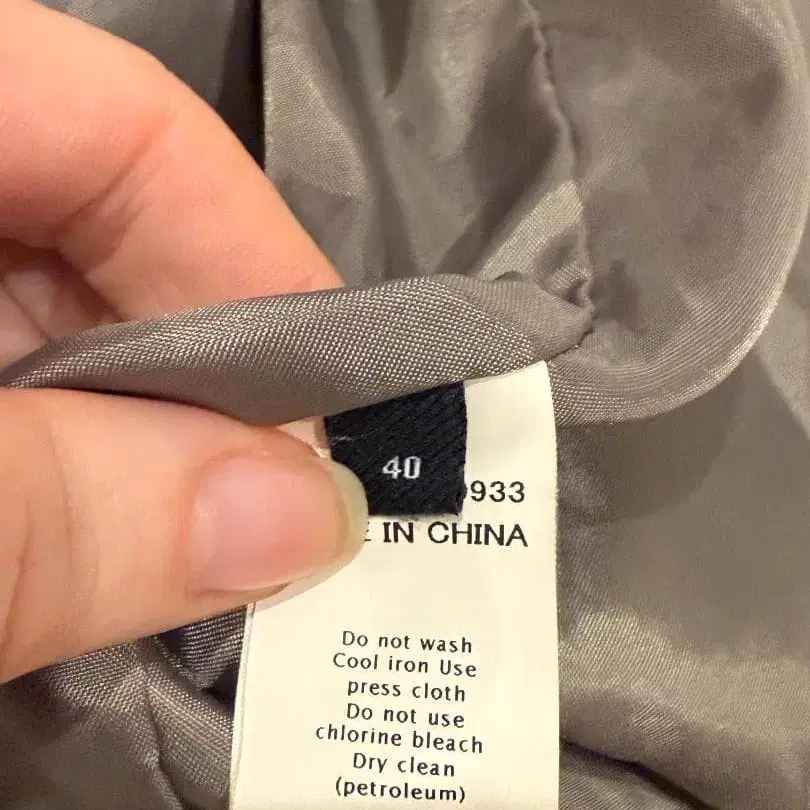 40
933
IN CHINA
Do not wash
Cool iron Use
press cloth
Do not use
chlorine bleach
Dry clean
(petroleum)